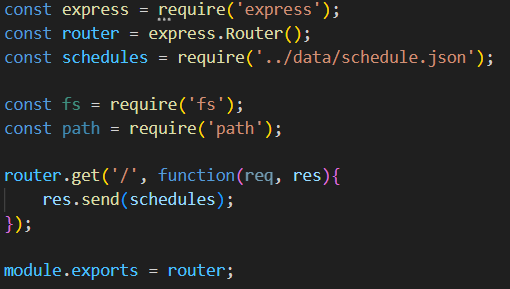 const express = require('express');
const router = express.Router();
const schedules = require('../data/schedule.json');
const fs = require('fs');
const path = require('path');
router.get('/', function(req, res){
res.send(schedules);
});
module.exports = router;